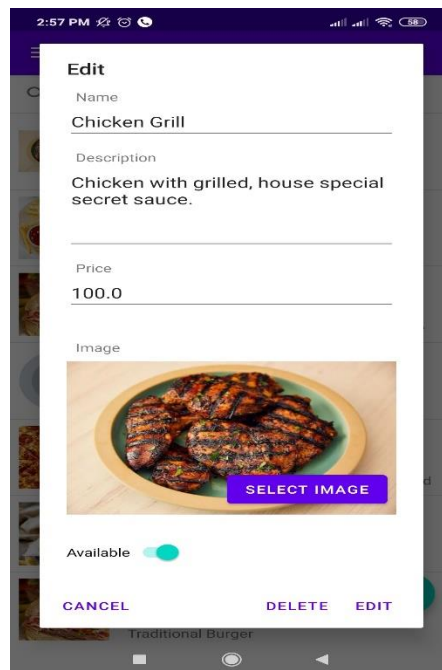 2:57 PM
58
Edit
Name
Chicken Grill
Description
Chicken with grilled, house special
secret sauce.
Price
100.0
Image
SELECT IMAGE
Available
CANCEL
DELETE EDIT
Traditional Burger